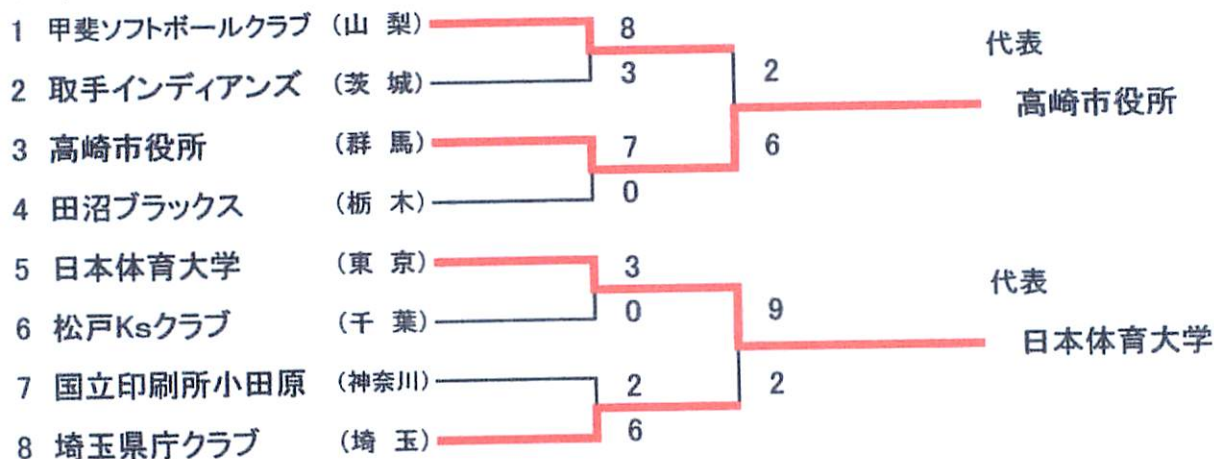 1 甲斐ソフトボールクラブ (山 梨) 8
2 取手インディアンズ (茨 城) 3
3 高崎市役所 (群 馬) 7
4 田沼ブラックス (栃 木) 0
5 日本体育大学 (東 京) 3
6 松戸Ksクラブ (千 葉) 0
7 国立印刷所小田原 (神奈川) 2
8 埼玉県庁クラブ (埼 玉) 6
2
6
代表
高崎市役所
9
2
代表
日本体育大学